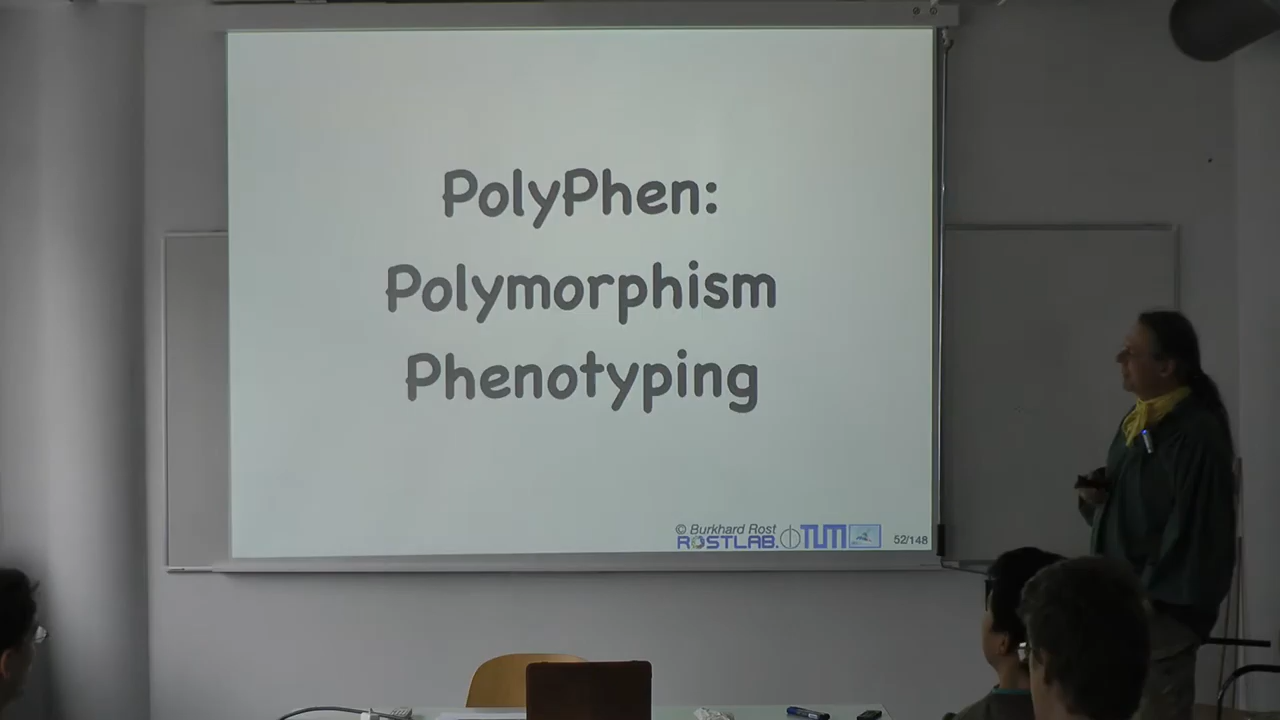 PolyPhen:
Polymorphism
Phenotyping
© Burkhard Rost
ROSTLAB. TUM
52/148